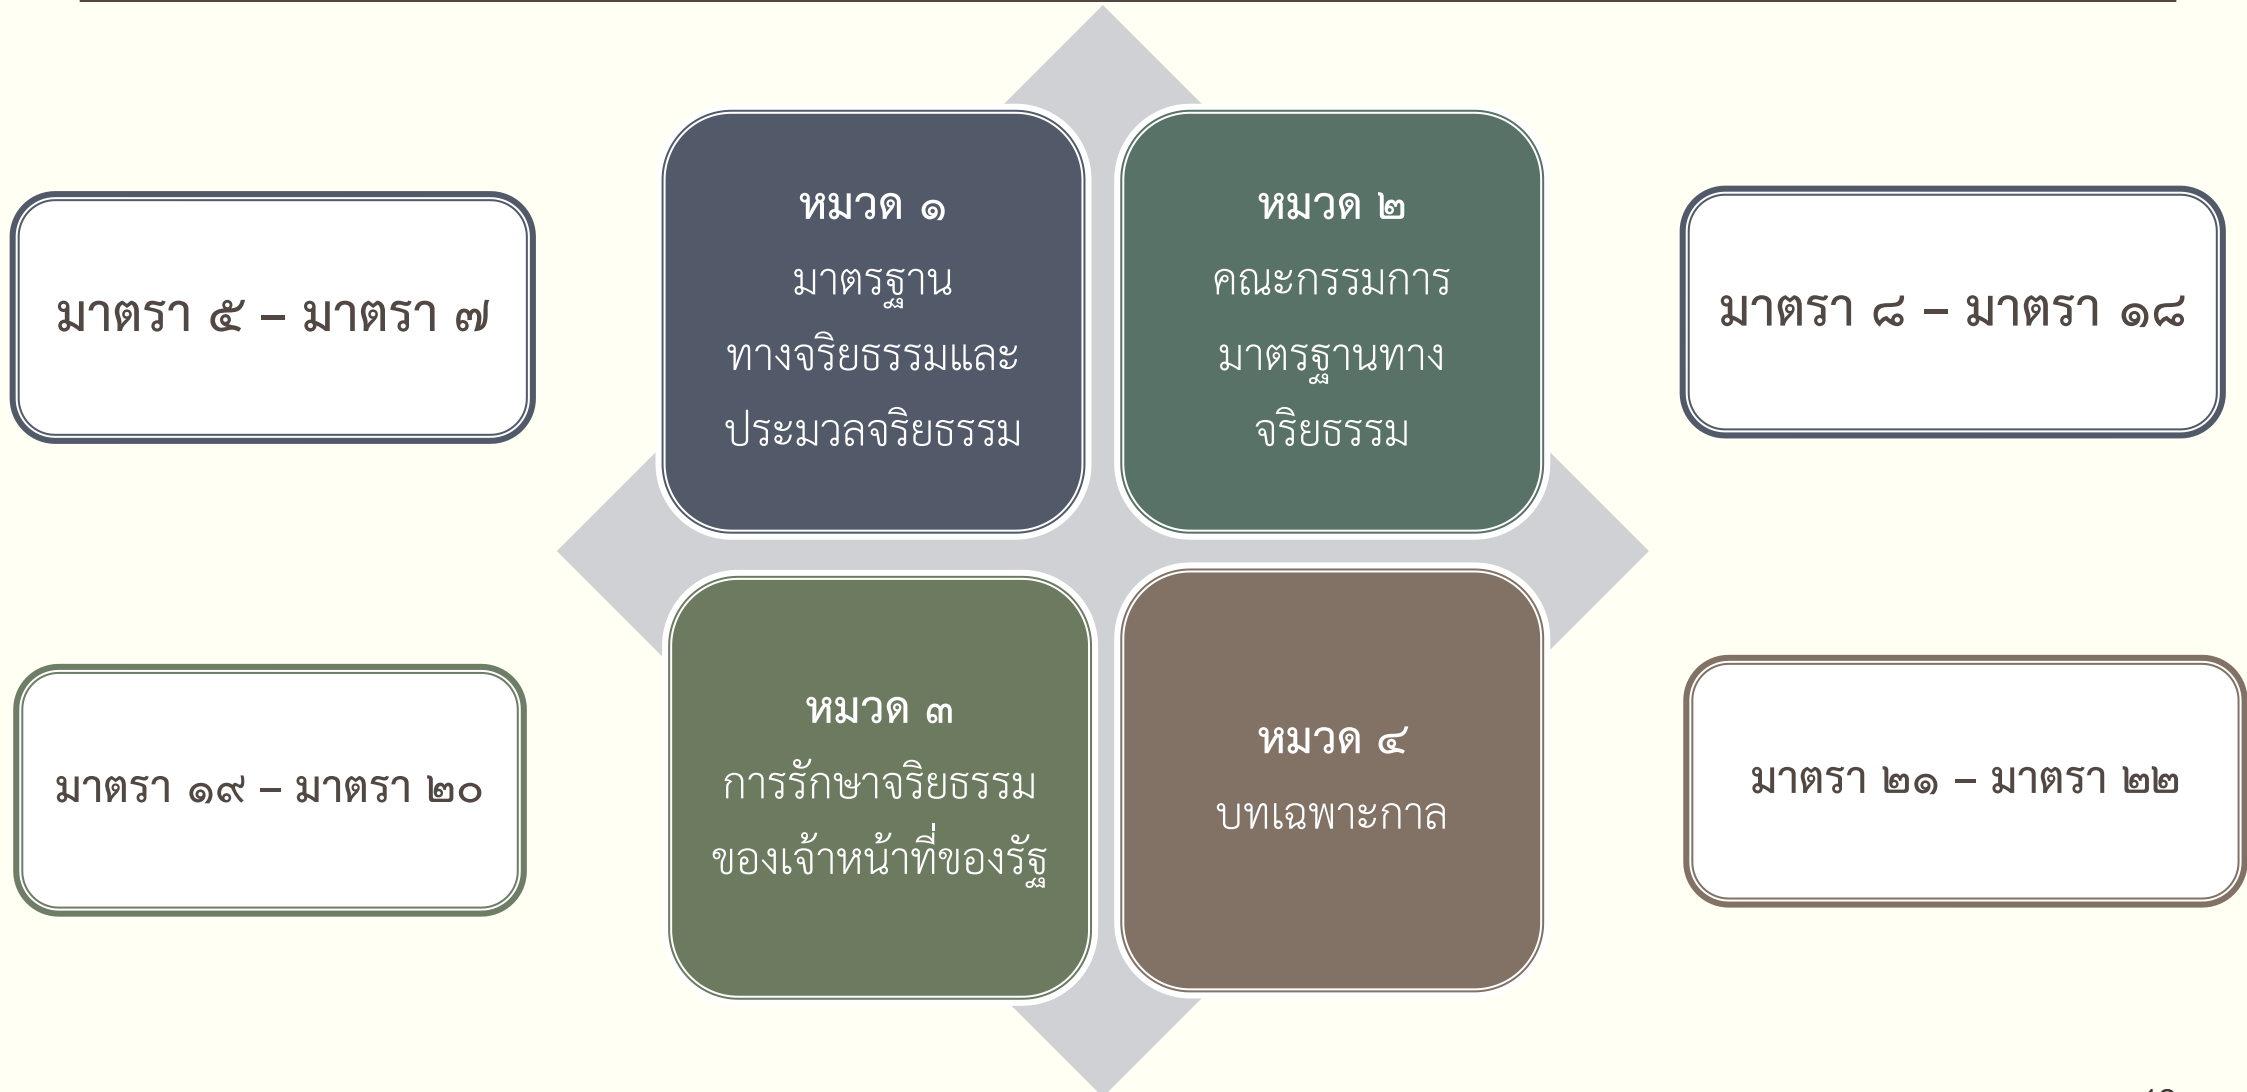 หมวด ๑
มาตรฐาน
ทางจริยธรรมและ
ประมวลจริยธรรม
มาตรา ๕ – มาตรา ๗
หมวด ๒
คณะกรรมการ
มาตรฐานทาง
จริยธรรม
มาตรา ๘ – มาตรา ๑๘
หมวด ๓
การรักษาจริยธรรม
ของเจ้าหน้าที่ของรัฐ
มาตรา ๑๙ – มาตรา ๒๐
หมวด ๔
บทเฉพาะกาล
มาตรา ๒๑ – มาตรา ๒๒